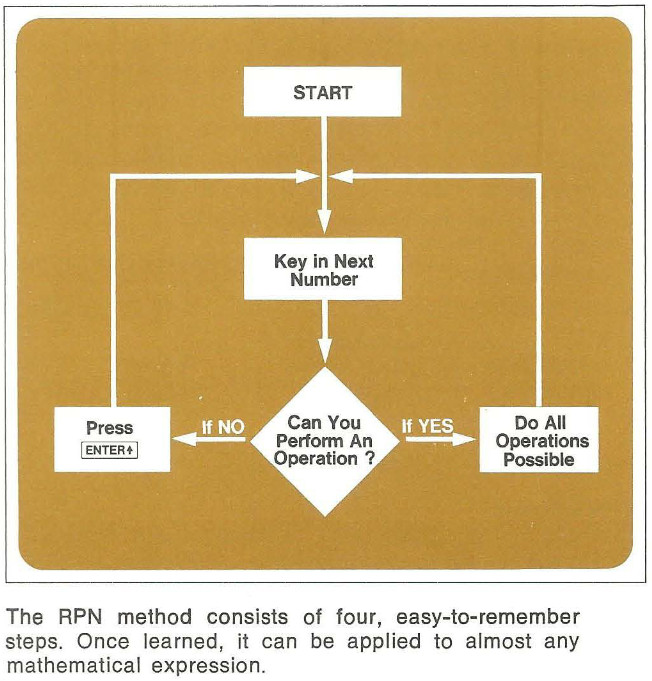 START
Key in Next
Number
Can You
Perform An
Operation ?
If NO
Press
ENTER↑
If YES
Do All
Operations
Possible
The RPN method consists of four, easy-to-remember
steps. Once learned, it can be applied to almost any
mathematical expression.